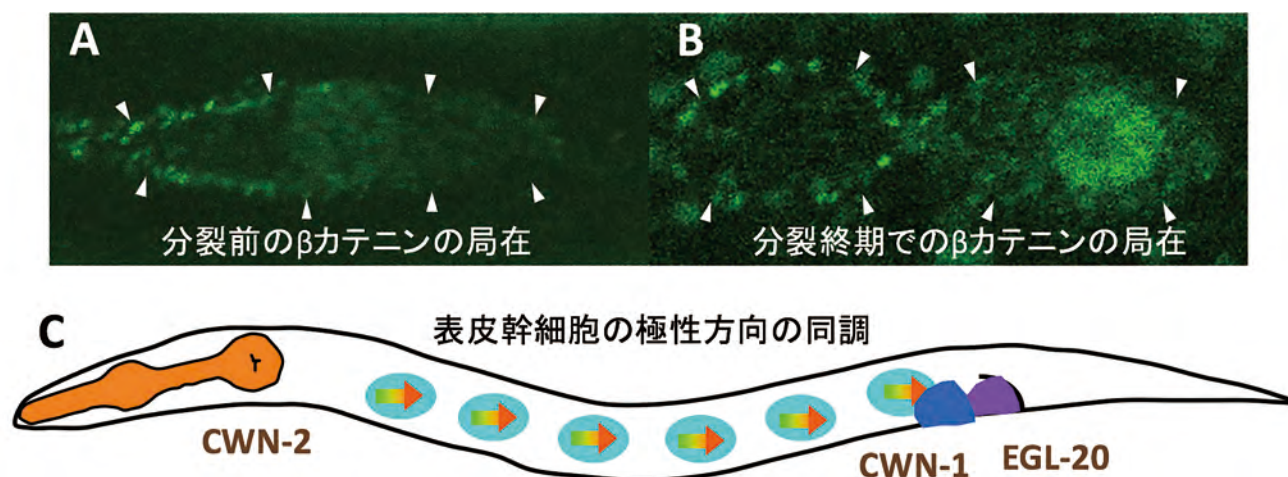 A
B
分裂前のβカテニンの局在
分裂終期でのβカテニンの局在
C
表皮幹細胞の極性方向の同調
CWN-2
CWN-1
EGL-20